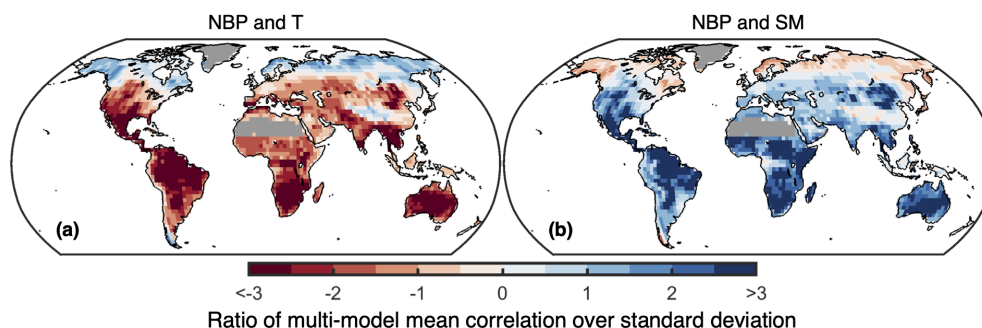 NBP and T
NBP and SM
(a)
(b)
<-3
-2
-1
0
1
2
>3
Ratio of multi-model mean correlation over standard deviation